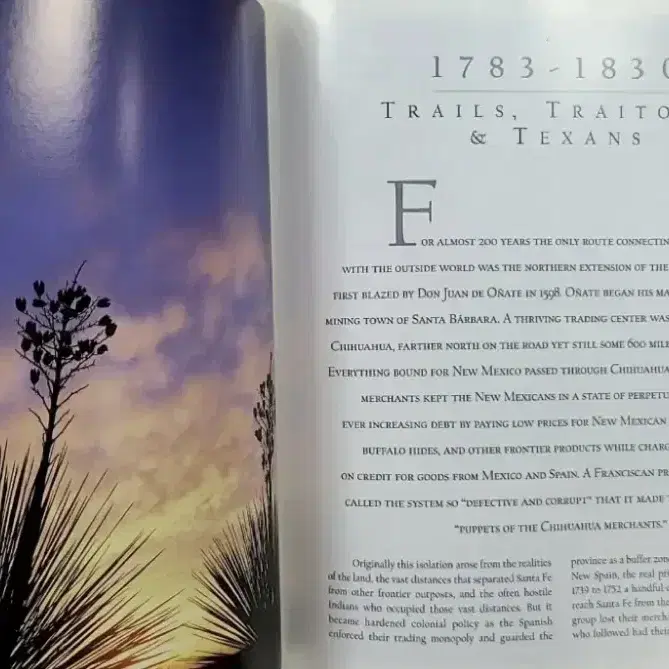 1783-1830
TRAILS, TRAITO
& TEXANS
FOR ALMOST 200 YEARS THE ONLY ROUTE CONNECTIN
WITH THE OUTSIDE WORLD WAS THE NORTHERN EXTENSION OF THE
FIRST BLAZED BY DON JUAN DE OÑATE IN 1598. OÑATE BEGAN HIS MA
MINING TOWN OF SANTA BÁRBARA. A THRIVING TRADING CENTER WAS
CHIHUAHUA, FARTHER NORTH ON THE ROAD YET STILL SOME 600 MIL
EVERYTHING BOUND FOR NEW MEXICO PASSED THROUGH CHIHUAHUA
MERCHANTS KEPT THE NEW MEXICANS IN A STATE OF PERPETU
EVER INCREASING DEBT BY PAYING LOW PRICES FOR NEW MEXICAN
BUFFALO HIDES, AND OTHER FRONTIER PRODUCTS WHILE CHARG
ON CREDIT FOR GOODS FROM MEXICO AND SPAIN. A FRANCISCAN PR
CALLED THE SYSTEM SO "DEFECTIVE AND CORRUPT" THAT IT MADE
"PUPPETS OF THE CHIHUAHUA MERCHANTS."
Originally this isolation arose from the realities
of the land, the vast distances that separated Santa Fe
from other frontier outposts, and the often hostile
Indians who occupied those vast distances. But it
became hardened colonial policy as the Spanish
enforced their trading monopoly and guarded the
province as a buffer zon
New Spain, the real pri
1739 to 1752 a handful
reach Santa Fe from the
group lost their merch
who followed had thei